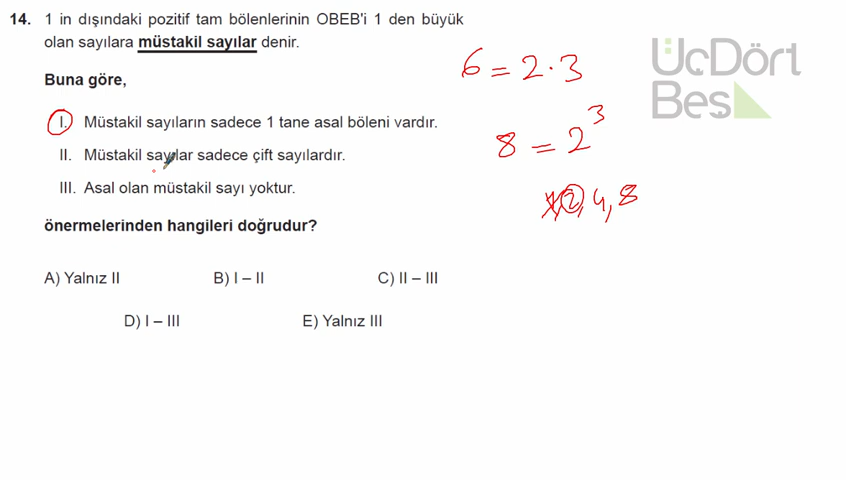 14. 1 in dışındaki pozitif tam bölenlerinin OBEB'i 1 den büyük
olan sayılara müstakil sayılar denir.
Buna göre,
I. Müstakil sayıların sadece 1 tane asal böleni vardır.
II. Müstakil sayılar sadece çift sayılardır.
III. Asal olan müstakil sayı yoktur.
önermelerinden hangileri doğrudur?
A) Yalnız II B) I – II C) II – III
D) I – III E) Yalnız III
6 = 2 · 3
8 = 2³
1, 2, 4, 8
ÜçDört
Beş